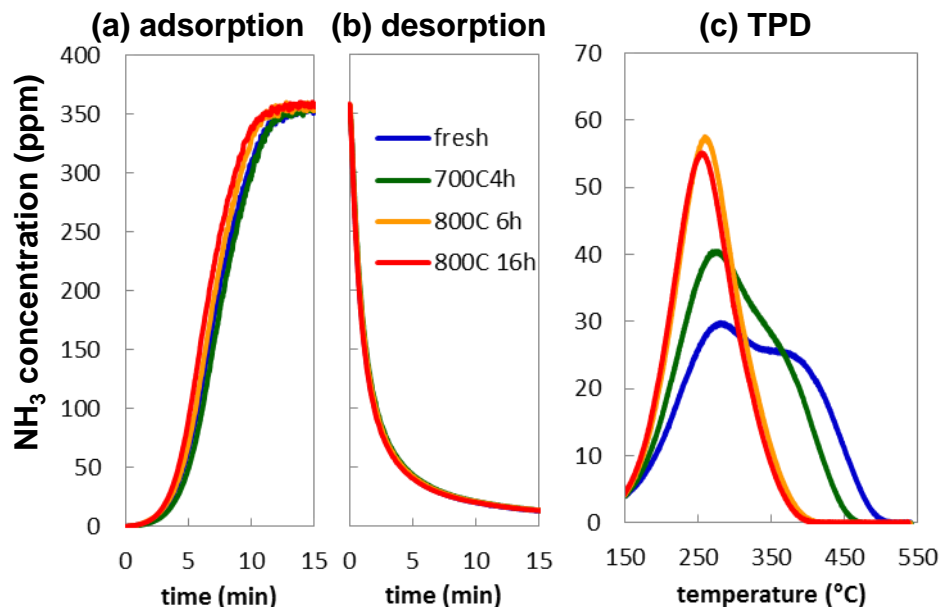 (a) adsorption
(b) desorption
(c) TPD
NH3 concentration (ppm)
400
350
300
250
200
150
100
50
0
0 5 10 15
time (min)
fresh
700C4h
800C 6h
800C 16h
0 5 10 15
time (min)
70
60
50
40
30
20
10
0
150 250 350 450 550
temperature (°C)